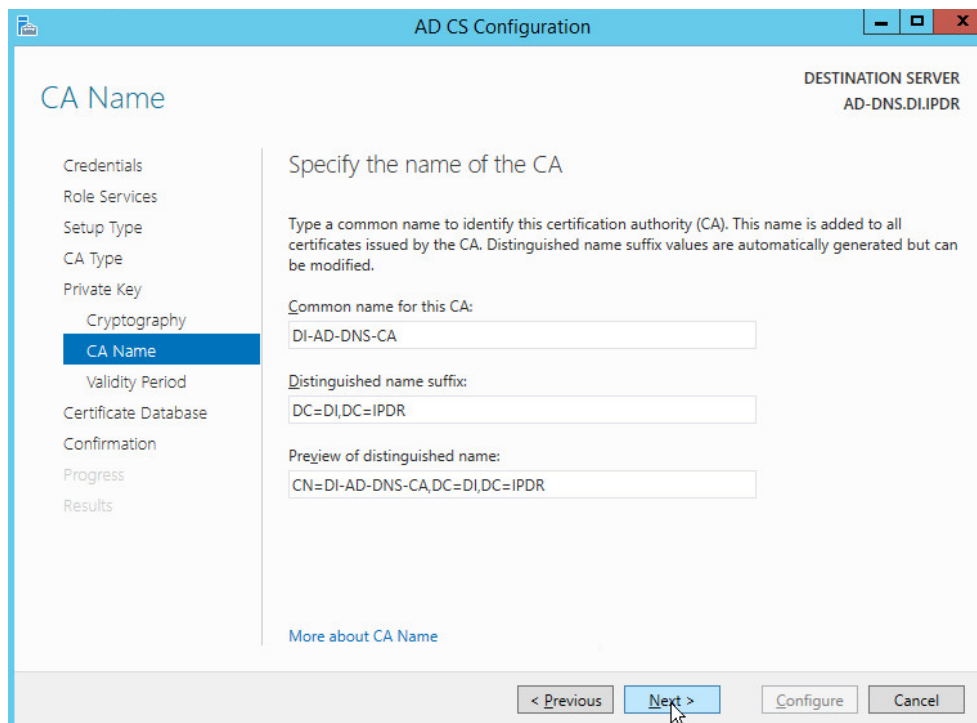 AD CS Configuration
DESTINATION SERVER
AD-DNS.DI.IPDR
CA Name
Credentials
Role Services
Setup Type
CA Type
Private Key
Cryptography
CA Name
Validity Period
Certificate Database
Confirmation
Progress
Results
Specify the name of the CA
Type a common name to identify this certification authority (CA). This name is added to all
certificates issued by the CA. Distinguished name suffix values are automatically generated but can
be modified.
Common name for this CA:
DI-AD-DNS-CA
Distinguished name suffix:
DC=DI,DC=IPDR
Preview of distinguished name:
CN=DI-AD-DNS-CA,DC=DI,DC=IPDR
More about CA Name
< Previous
Next >
Configure
Cancel